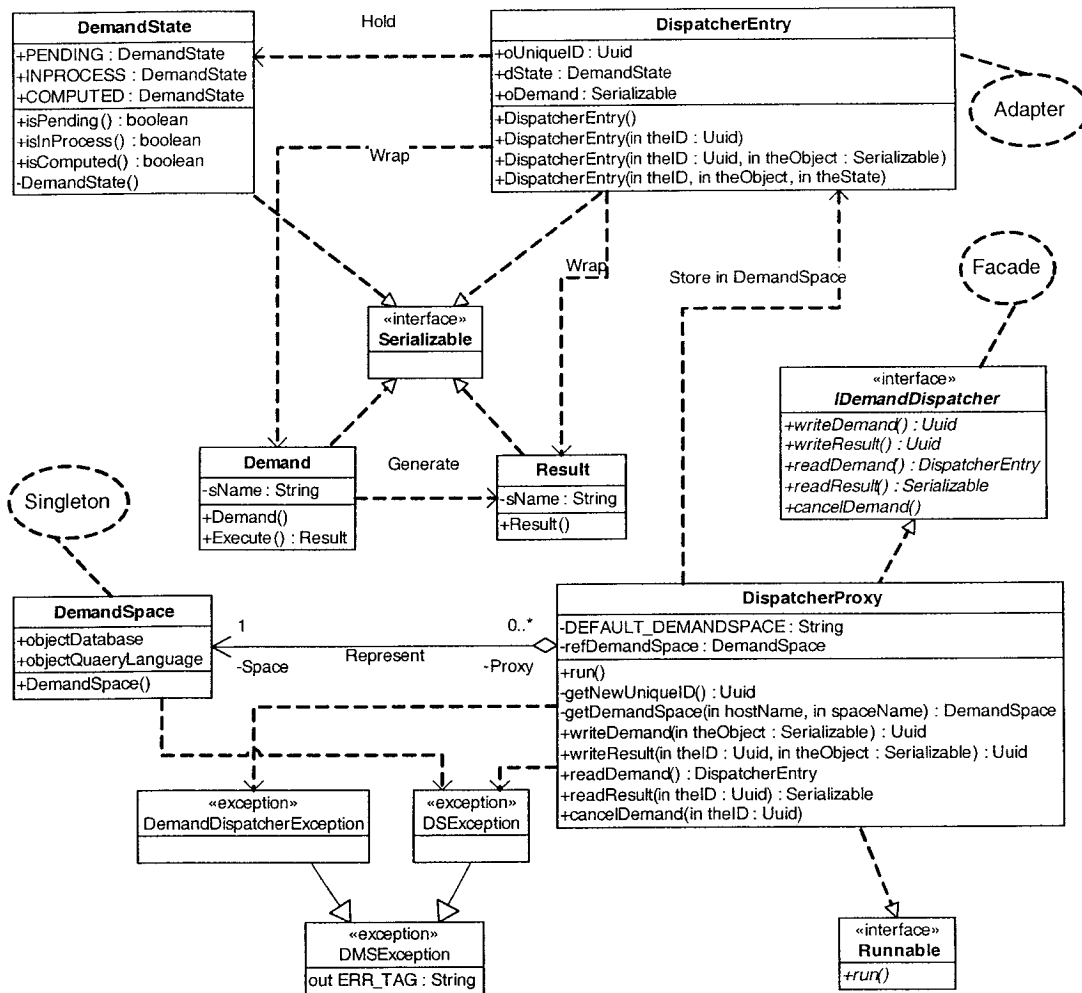 DemandState
+PENDING : DemandState
+INPROCESS : DemandState
+COMPUTED : DemandState
+isPending() : boolean
+isInProcess() : boolean
+isComputed() : boolean
-DemandState()
Hold
DispatcherEntry
+oUniqueID : Uuid
+dState : DemandState
+oDemand : Serializable
+DispatcherEntry()
+DispatcherEntry(in theID : Uuid)
+DispatcherEntry(in theID : Uuid, in theObject : Serializable)
+DispatcherEntry(in theID, in theObject, in theState)
Adapter
Wrap
Wrap
Store in DemandSpace
Facade
«interface»
Serializable
«interface»
IDemandDispatcher
+writeDemand() : Uuid
+writeResult() : Uuid
+readDemand() : DispatcherEntry
+readResult() : Serializable
+cancelDemand()
Demand
-sName : String
+Demand()
+Execute() : Result
Generate
Result
-sName : String
+Result()
Singleton
DemandSpace
+objectDatabase
+objectQuaeryLanguage
+DemandSpace()
1
-Space
Represent
0..*
-Proxy
DispatcherProxy
-DEFAULT_DEMANDSPACE : String
-refDemandSpace : DemandSpace
+run()
-getNewUniqueID() : Uuid
-getDemandSpace(in hostName, in spaceName) : DemandSpace
+writeDemand(in theObject : Serializable) : Uuid
+writeResult(in theID : Uuid, in theObject : Serializable) : Uuid
+readDemand() : DispatcherEntry
+readResult(in theID : Uuid) : Serializable
+cancelDemand(in theID : Uuid)
«exception»
DemandDispatcherException
«exception»
DSException
«exception»
DMSException
out ERR_TAG : String
«interface»
Runnable
+run()